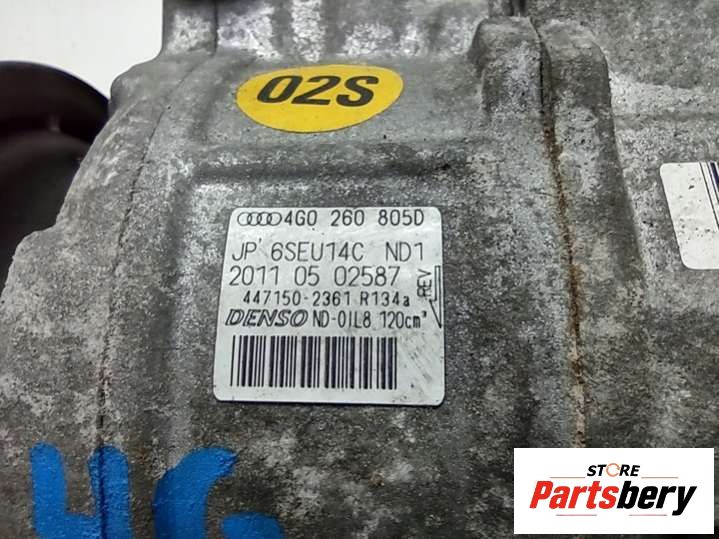 02S
4G0 260 805D
JP' 6SEU14C ND1
2011 05 02587
REV
447150-2361 R134a
DENSO ND-OIL8 120cm³
4G
STORE
Partsbery